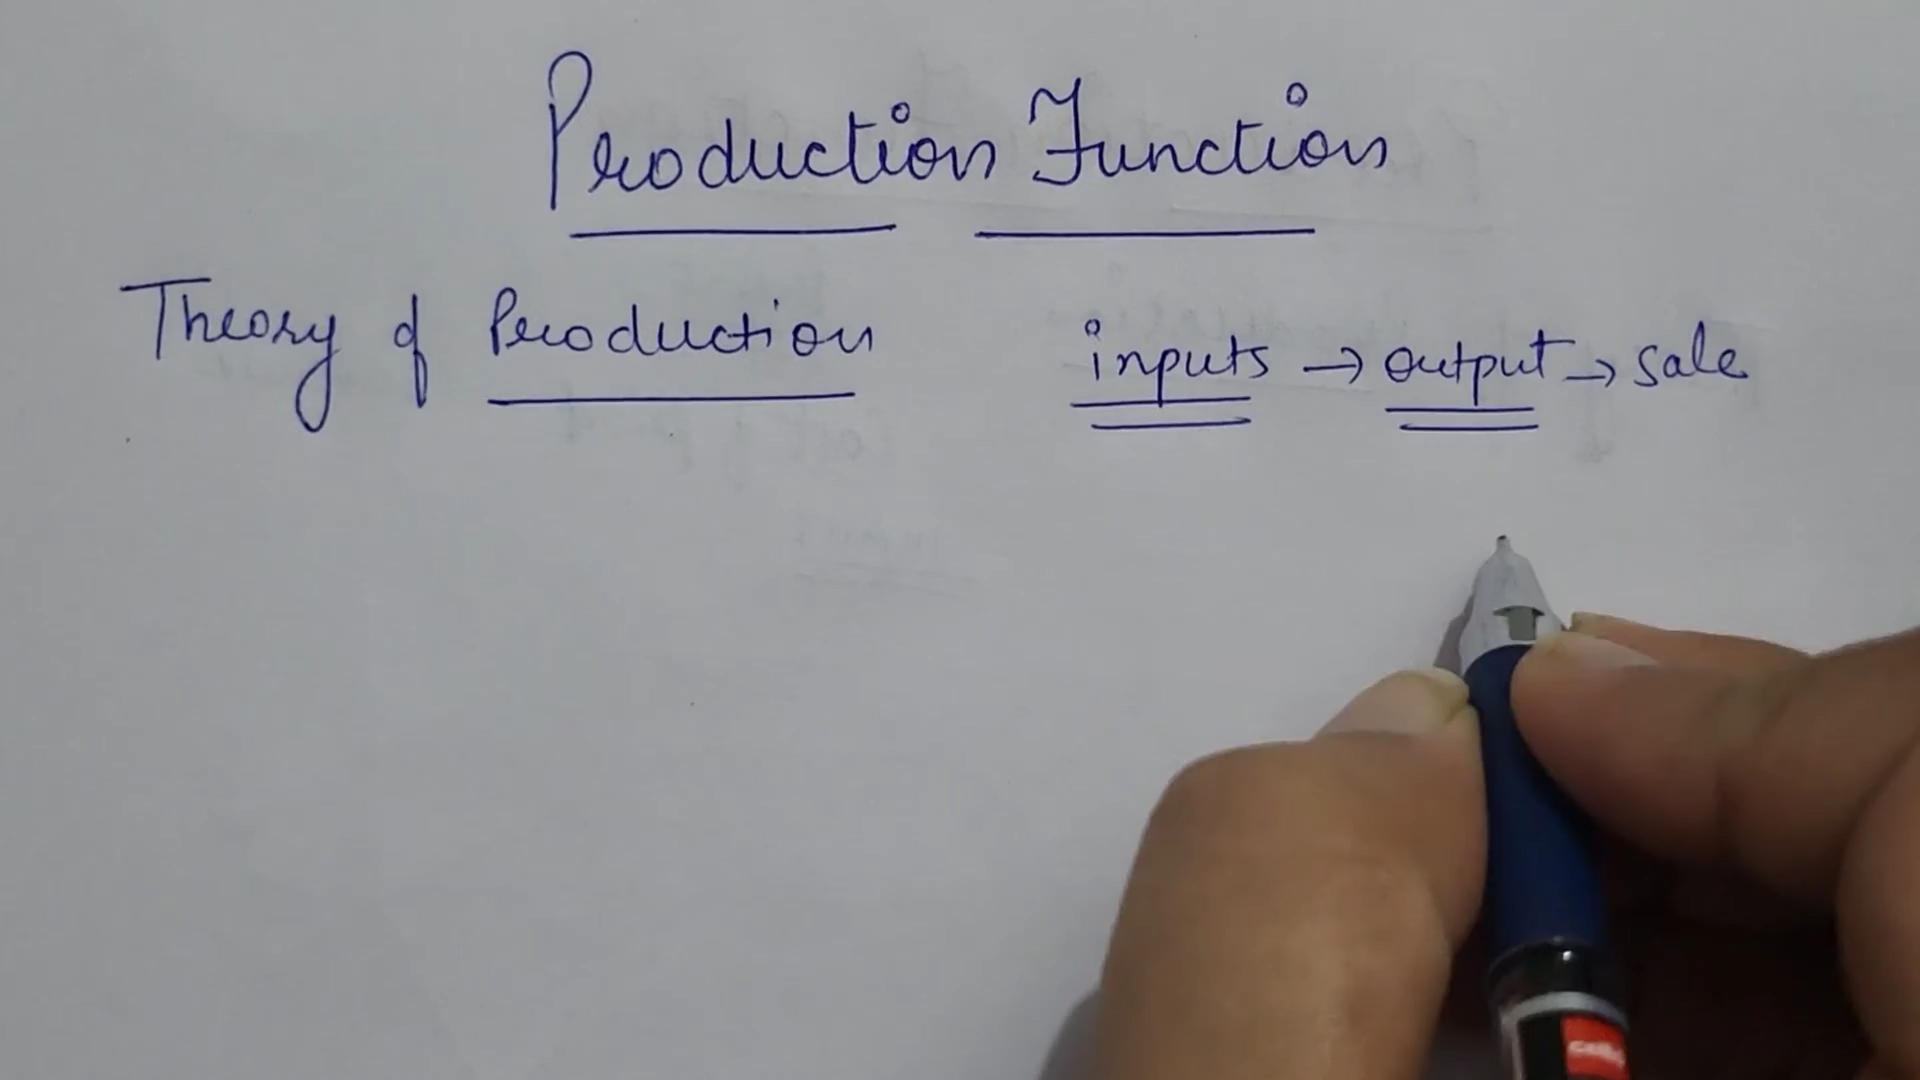 Production Function
Theory of Production
inputs → output → sale